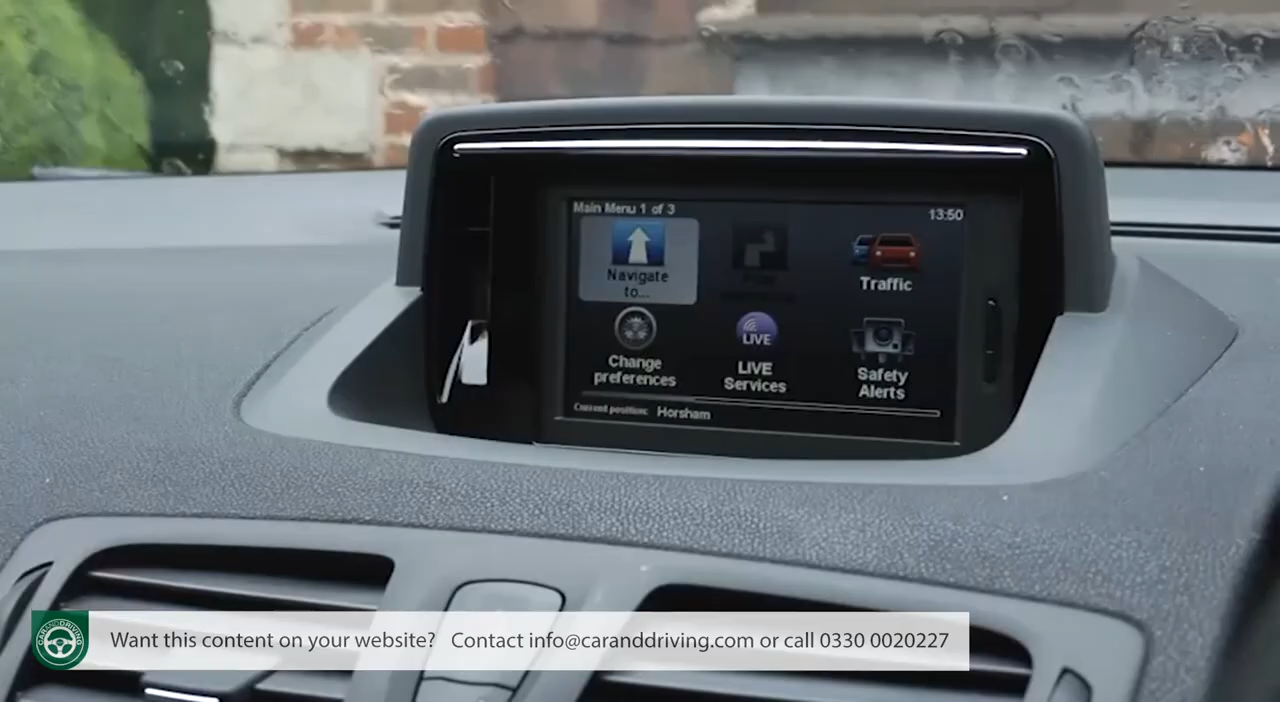 Main Menu 1 of 3
13:50
Navigate
to...
Traffic
Change
preferences
LIVE
LIVE
Services
Safety
Alerts
Current position: Horsham
CARANDDRIVING
Want this content on your website? Contact info@caranddriving.com or call 0330 0020227